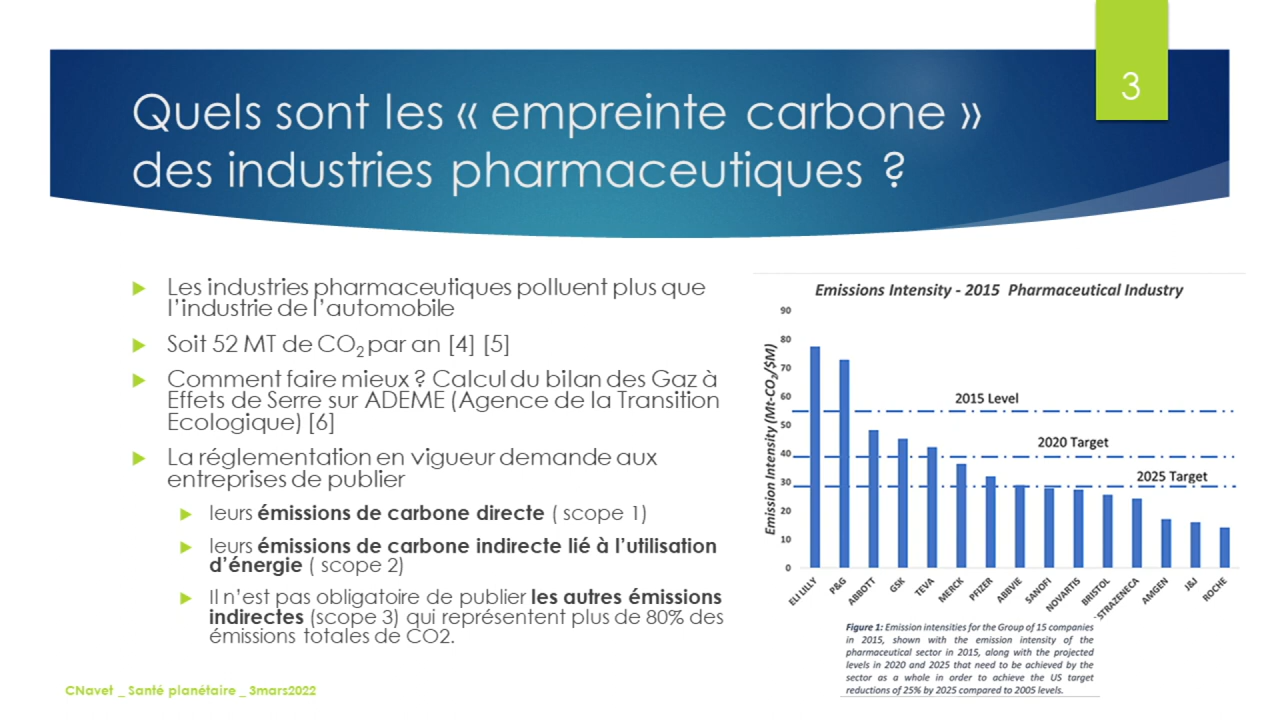 3
Quels sont les « empreinte carbone »
des industries pharmaceutiques ?
Les industries pharmaceutiques polluent plus que
l'industrie de l'automobile
Soit 52 MT de CO2 par an [4] [5]
Comment faire mieux ? Calcul du bilan des Gaz à
Effets de Serre sur ADEME (Agence de la Transition
Ecologique) [6]
La réglementation en vigueur demande aux
entreprises de publier
leurs émissions de carbone directe ( scope 1)
leurs émissions de carbone indirecte lié à l'utilisation
d'énergie ( scope 2)
Il n'est pas obligatoire de publier les autres émissions
indirectes (scope 3) qui représentent plus de 80% des
émissions totales de CO2.
CNavet _ Santé planétaire _ 3mars2022
Emissions Intensity - 2015 Pharmaceutical Industry
Emission Intensity (Mt-CO2/$M)
90
80
70
60
50
40
30
20
10
0
2015 Level
2020 Target
2025 Target
ELI LILLY
P&G
ABBOTT
GSK
TEVA
MERCK
PFIZER
ABBVIE
SANOFI
NOVARTIS
BRISTOL
STRAZENECA
AMGEN
J&J
ROCHE
Figure 1: Emission intensities for the Group of 15 companies
in 2015, shown with the emission intensity of the
pharmaceutical sector in 2015, along with the projected
levels in 2020 and 2025 that need to be achieved by the
sector as a whole in order to achieve the US target
reductions of 25% by 2025 compared to 2005 levels.